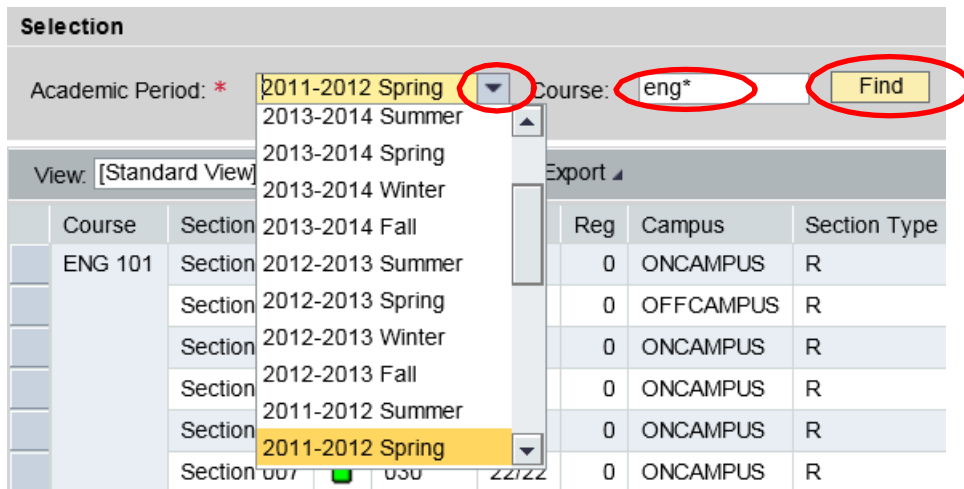 Selection
Academic Period: * 2011-2012 Spring Course: eng* Find
2013-2014 Summer
2013-2014 Spring
View: [Standard View] Export
2013-2014 Winter
Course Section 2013-2014 Fall Reg Campus Section Type
ENG 101 Section 2012-2013 Summer 0 ONCAMPUS R
2012-2013 Spring 0 OFFCAMPUS R
Section 2012-2013 Winter 0 ONCAMPUS R
Section 2012-2013 Fall 0 ONCAMPUS R
2011-2012 Summer
Section 2011-2012 Spring 0 ONCAMPUS R
Section 007 030 22/22 0 ONCAMPUS R